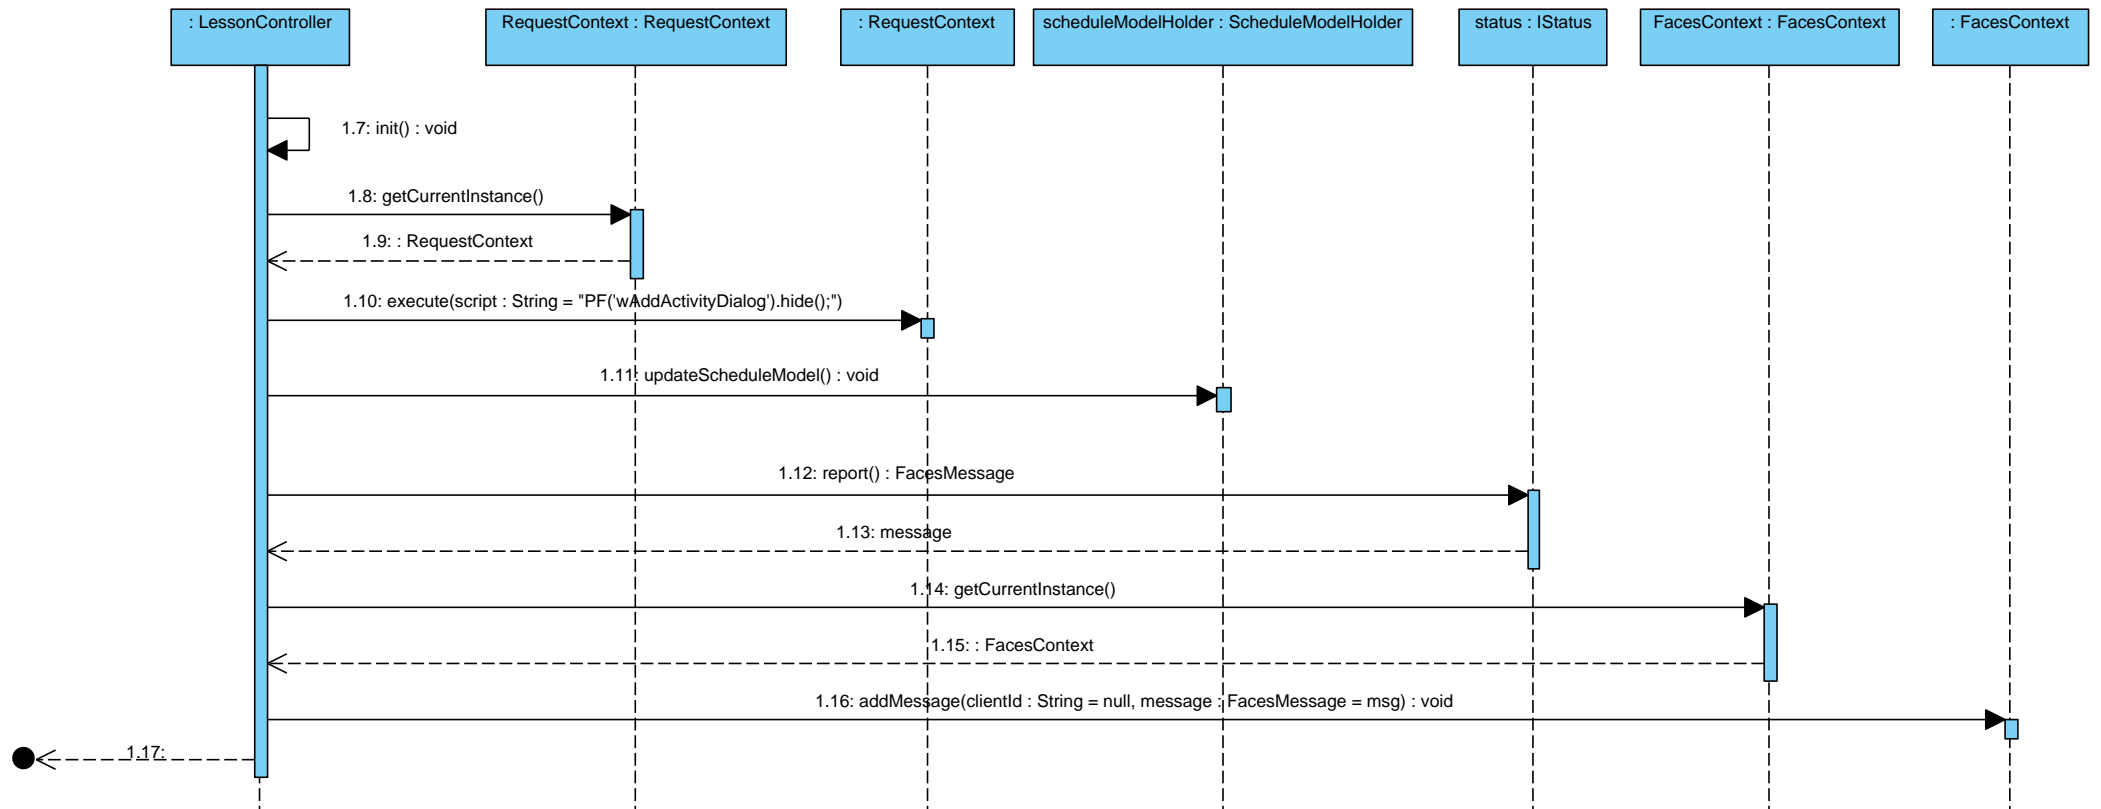 : LessonController
RequestContext : RequestContext
: RequestContext
scheduleModelHolder : ScheduleModelHolder
status : IStatus
FacesContext : FacesContext
: FacesContext
1.7: init() : void
1.8: getCurrentInstance()
1.9: : RequestContext
1.10: execute(script : String = "PF('wAddActivityDialog').hide();")
1.11: updateScheduleModel() : void
1.12: report() : FacesMessage
1.13: message
1.14: getCurrentInstance()
1.15: : FacesContext
1.16: addMessage(clientId : String = null, message : FacesMessage = msg) : void
1.17: